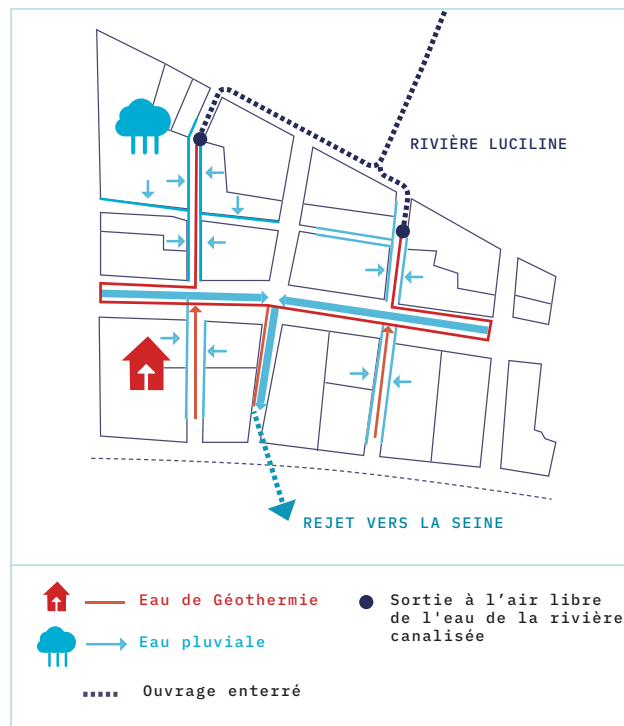 RIVIÈRE LUCILINE
REJET VERS LA SEINE
Eau de Géothermie
Eau pluviale
Ouvrage enterré
Sortie à l’air libre
de l'eau de la rivière
canalisée